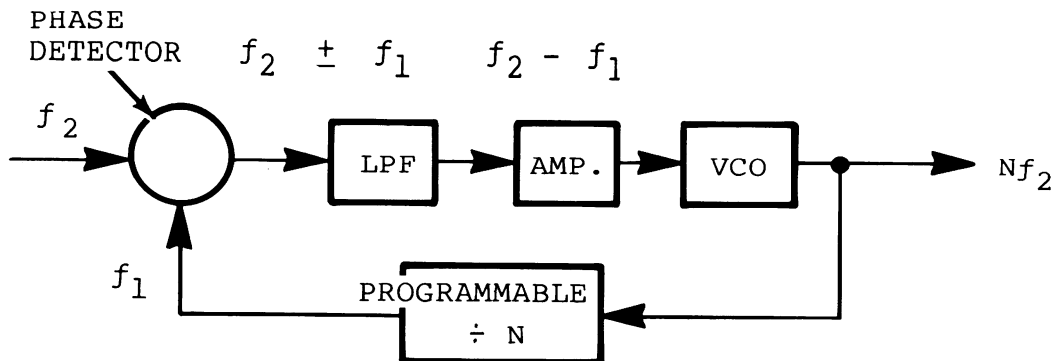 PHASE
DETECTOR
f₂ ± f₁
f₂ - f₁
f₂
LPF
AMP.
VCO
Nf₂
f₁
PROGRAMMABLE
÷ N